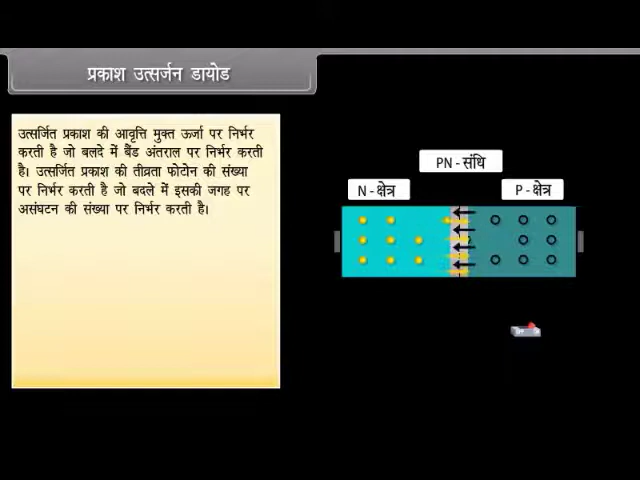 प्रकाश उत्सर्जन डायोड
उत्सर्जित प्रकाश की आवृत्ति मुक्त ऊर्जा पर निर्भर
करती है जो बलदे में बैंड अंतराल पर निर्भर करती
है। उत्सर्जित प्रकाश की तीव्रता फोटोन की संख्या
पर निर्भर करती है जो बदले में इसकी जगह पर
असंघटन की संख्या पर निर्भर करती है।
PN - संधि
N - क्षेत्र
P - क्षेत्र